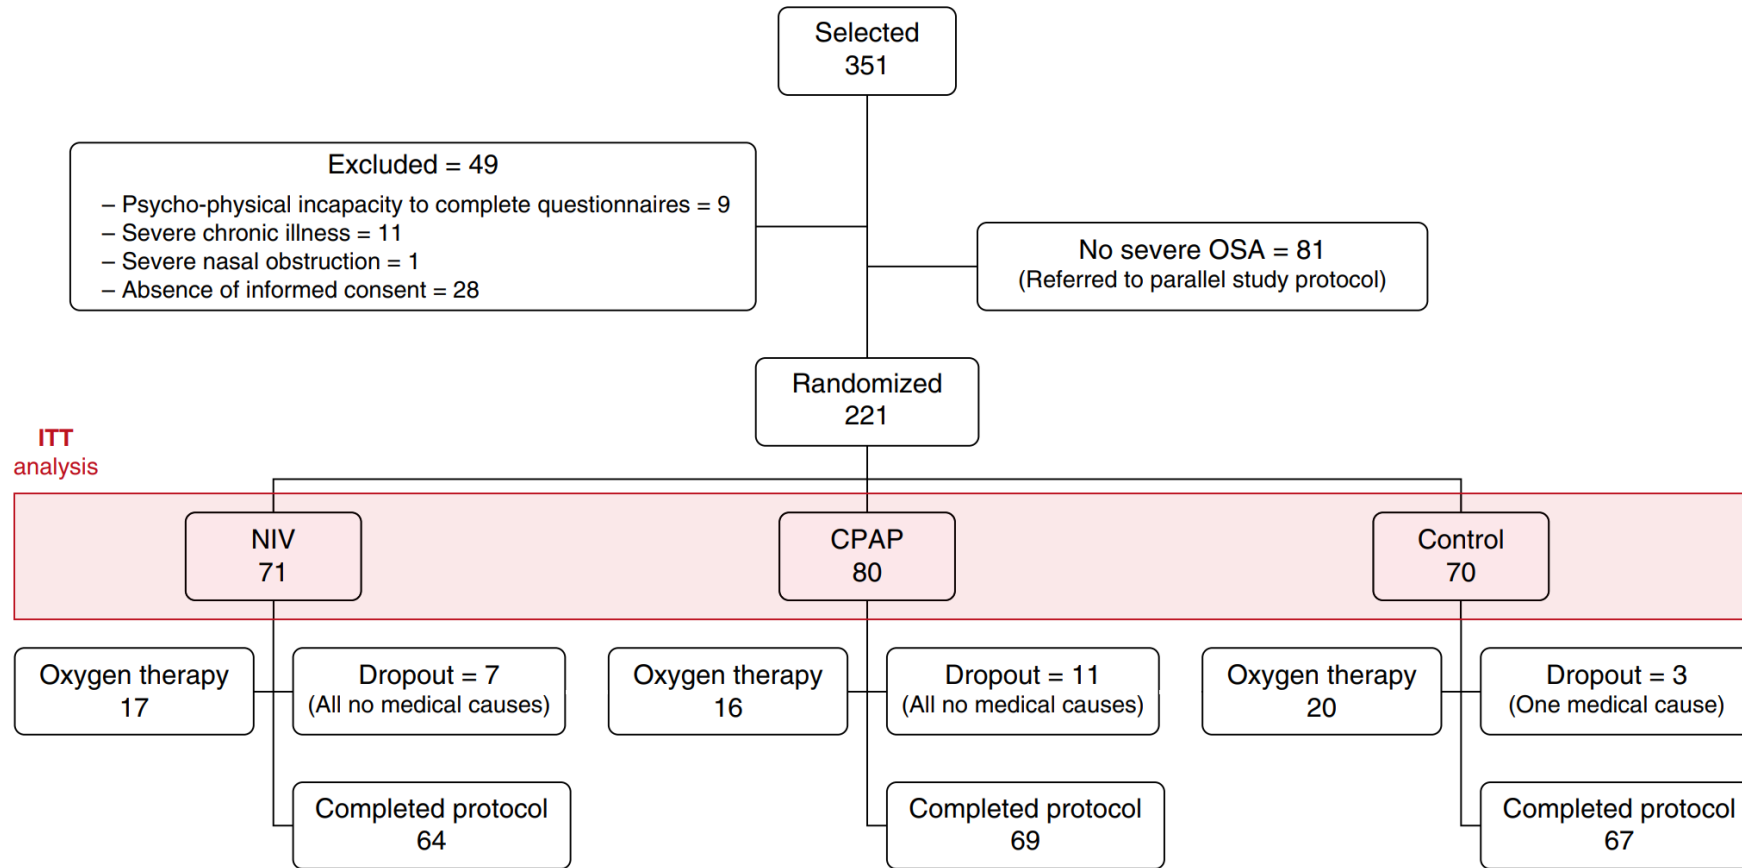 Selected
351
Excluded = 49
– Psycho-physical incapacity to complete questionnaires = 9
– Severe chronic illness = 11
– Severe nasal obstruction = 1
– Absence of informed consent = 28
No severe OSA = 81
(Referred to parallel study protocol)
Randomized
221
ITT
analysis
NIV
71
CPAP
80
Control
70
Oxygen therapy
17
Dropout = 7
(All no medical causes)
Oxygen therapy
16
Dropout = 11
(All no medical causes)
Oxygen therapy
20
Dropout = 3
(One medical cause)
Completed protocol
64
Completed protocol
69
Completed protocol
67